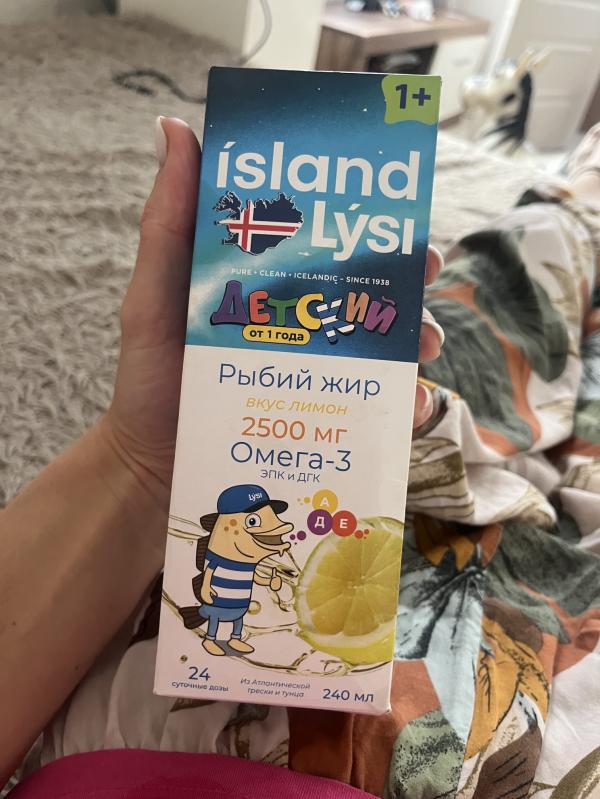 1+
ísland
Lýsi
PURE • CLEAN • ICELANDIC – SINCE 1938
ДЕТСКИЙ
от 1 года
Рыбий жир
вкус лимон
2500 мг
Омега-3
ЭПК и ДГК
LÝSI
А
Д Е
24
суточные дозы
Из Атлантической
трески и тунца
240 мл